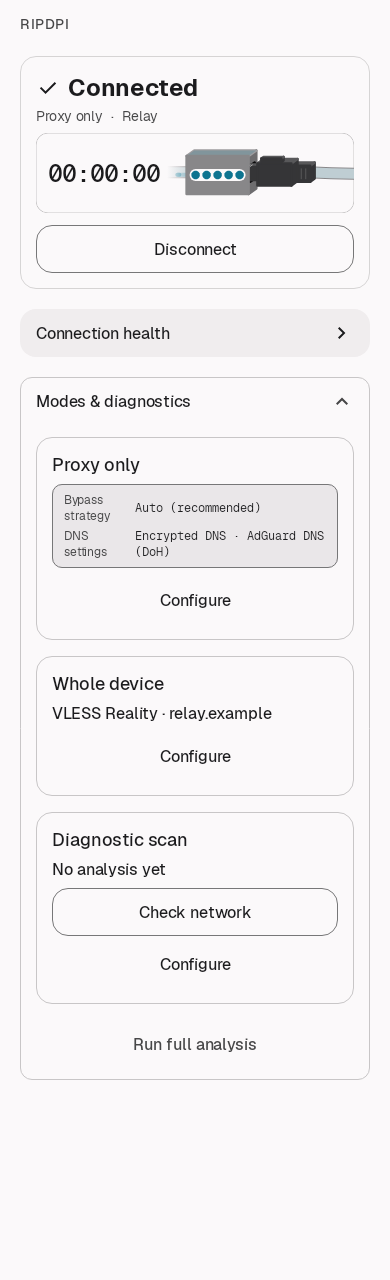 RIPDPI
Connected
Proxy only · Relay
00:00:00
Disconnect
Connection health
Modes & diagnostics
Proxy only
Bypass strategy
Auto (recommended)
DNS settings
Encrypted DNS · AdGuard DNS (DoH)
Configure
Whole device
VLESS Reality · relay.example
Configure
Diagnostic scan
No analysis yet
Check network
Configure
Run full analysis